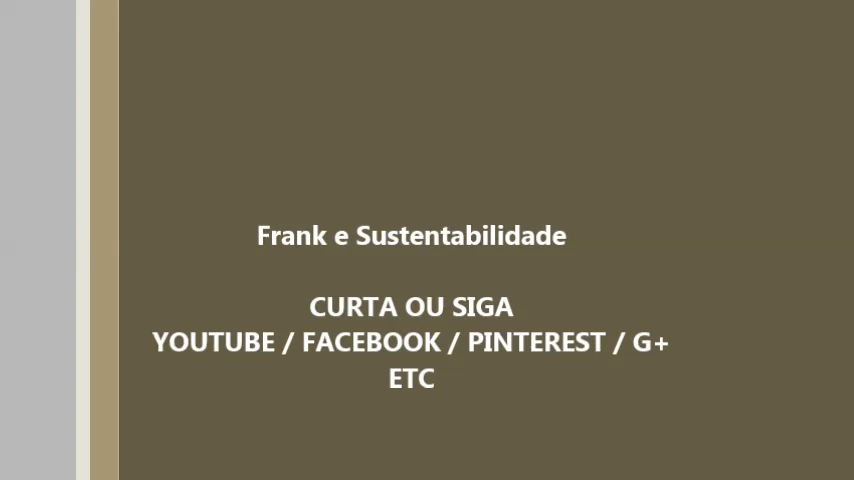 Frank e Sustentabilidade
CURTA OU SIGA
YOUTUBE / FACEBOOK / PINTEREST / G+
ETC